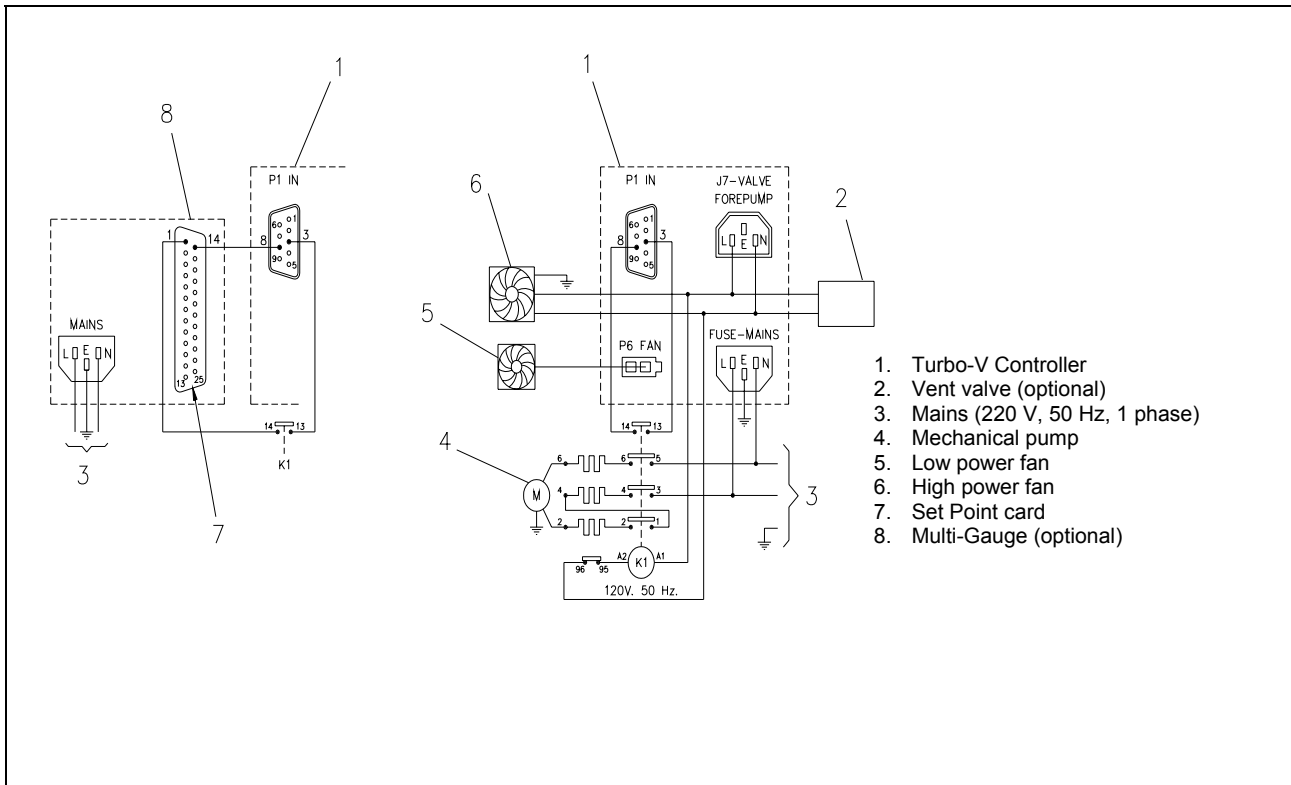 1
1
8
P1 IN
6 1
8 3
9 5
1 14
13 25
MAINS
L E N
3
14 13
K1
7
6
P1 IN
6 1
8 3
9 5
J7-VALVE
FOREPUMP
L E N
2
5
P6 FAN
FUSE-MAINS
L E N
14 13
4
M
6 6 5
4 4 3
2 2 1
3
96 95 A2 K1 A1
120V. 50 Hz.
1. Turbo-V Controller
2. Vent valve (optional)
3. Mains (220 V, 50 Hz, 1 phase)
4. Mechanical pump
5. Low power fan
6. High power fan
7. Set Point card
8. Multi-Gauge (optional)